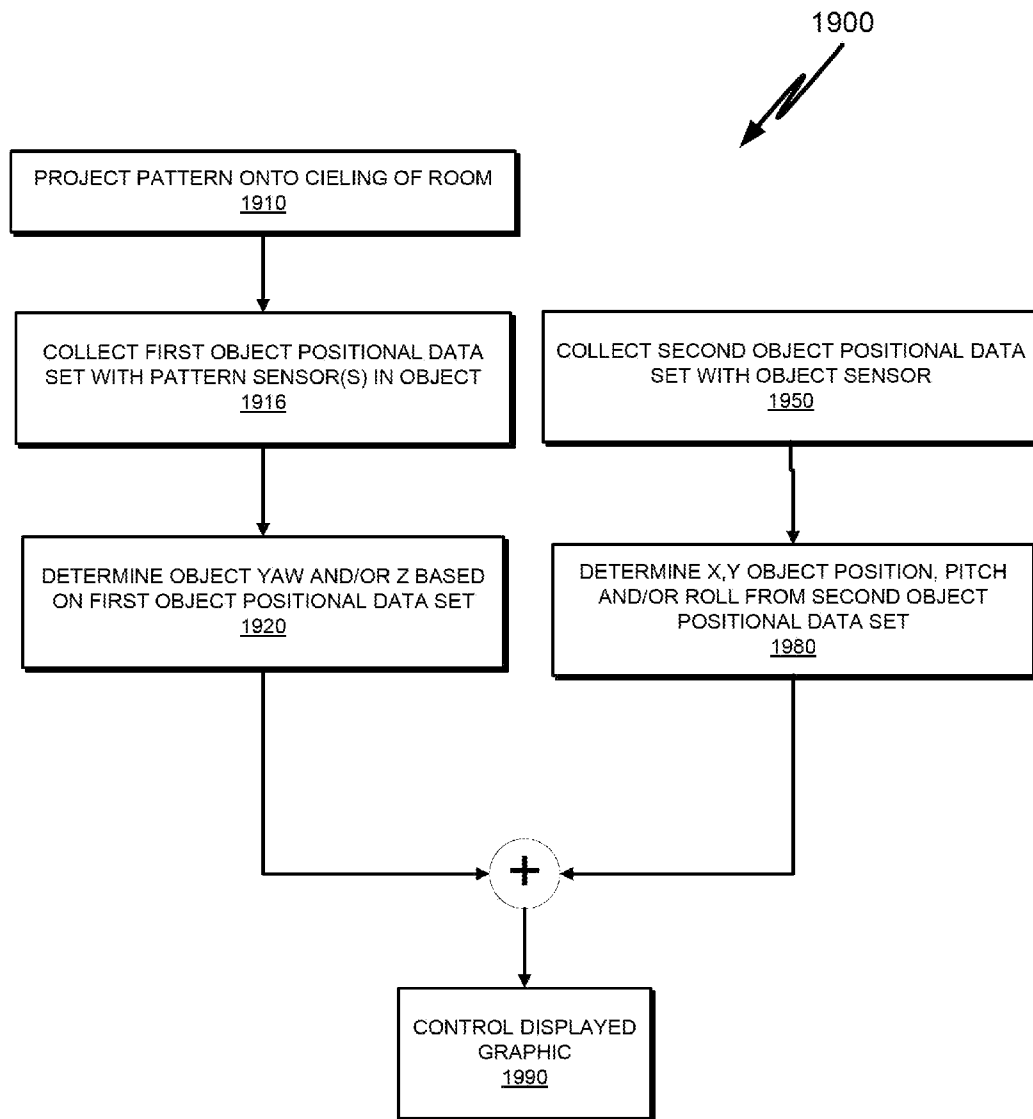 1900
PROJECT PATTERN ONTO CIELING OF ROOM
1910
COLLECT FIRST OBJECT POSITIONAL DATA
SET WITH PATTERN SENSOR(S) IN OBJECT
1916
COLLECT SECOND OBJECT POSITIONAL DATA
SET WITH OBJECT SENSOR
1950
DETERMINE OBJECT YAW AND/OR Z BASED
ON FIRST OBJECT POSITIONAL DATA SET
1920
DETERMINE X,Y OBJECT POSITION, PITCH
AND/OR ROLL FROM SECOND OBJECT
POSITIONAL DATA SET
1980
+
CONTROL DISPLAYED
GRAPHIC
1990